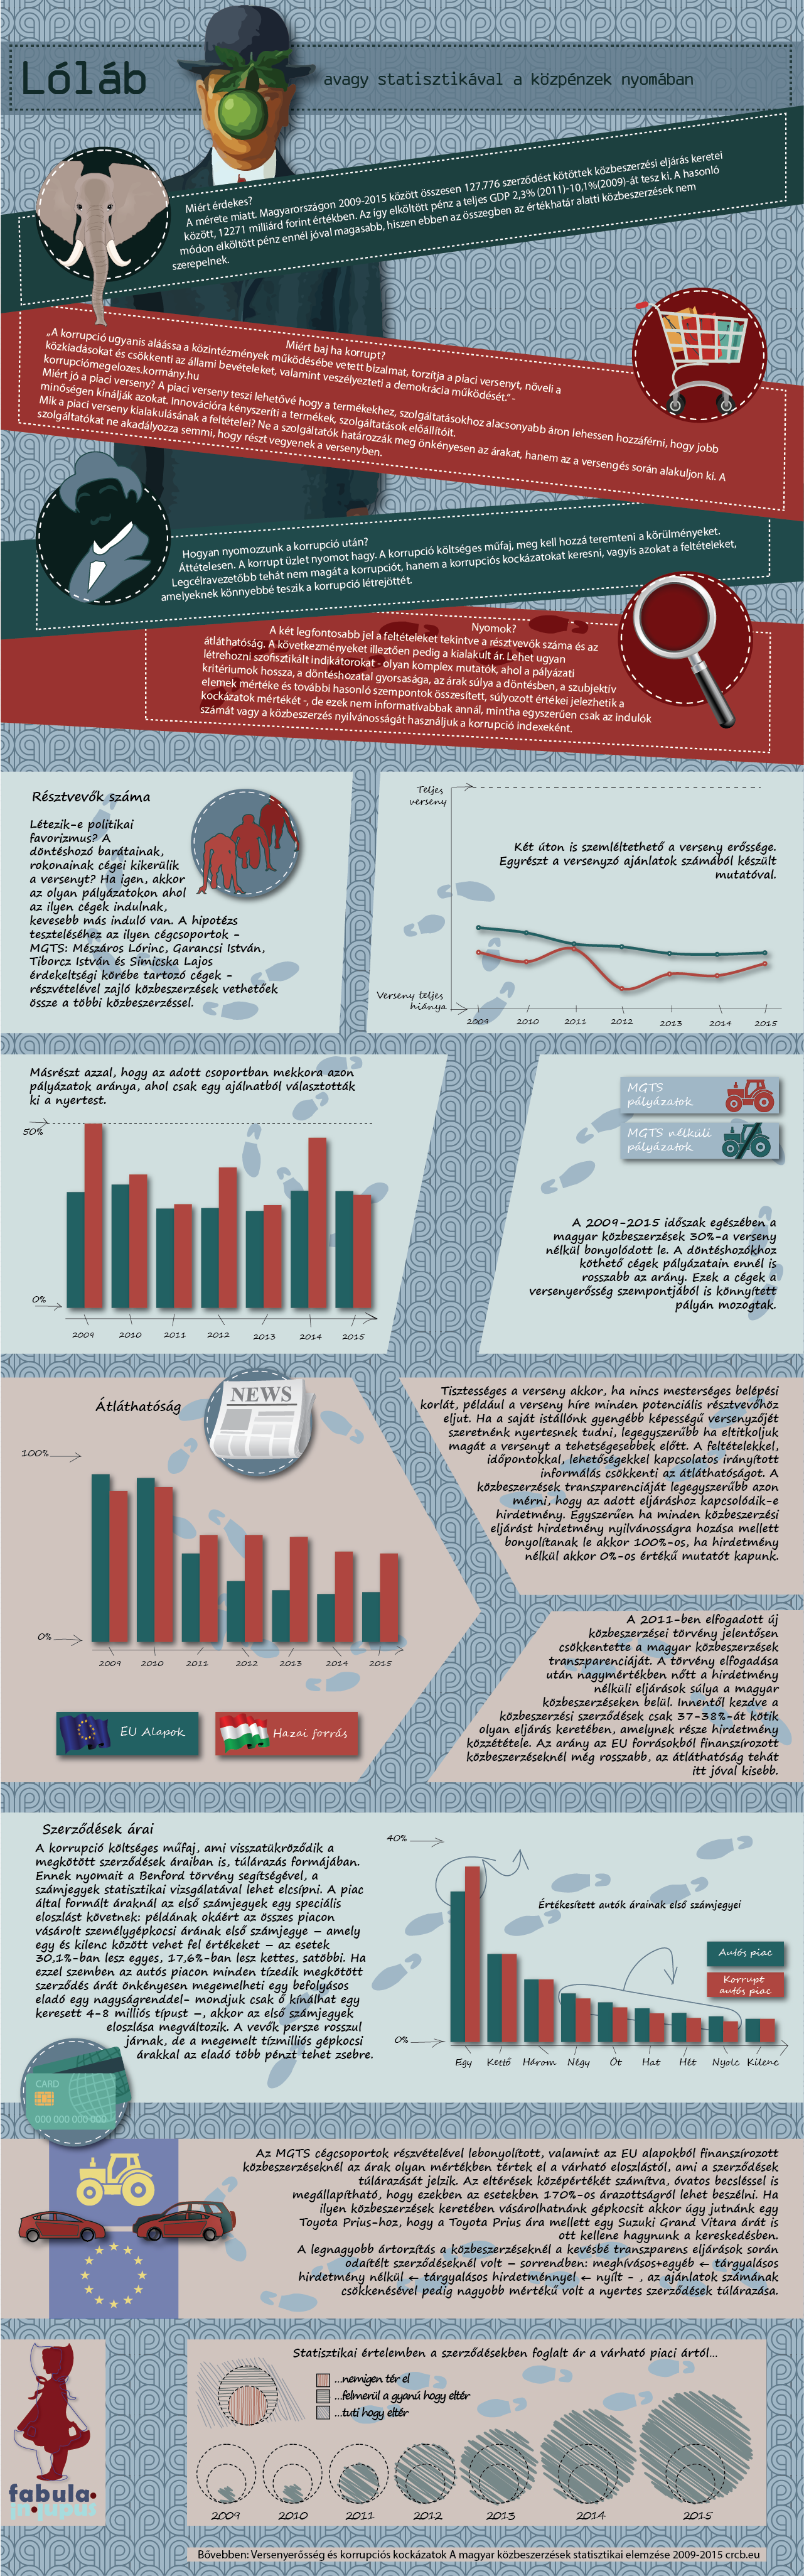 Lóláb
avagy statisztikával a közpénzek nyomában
Miért érdekes?
A mérete miatt. Magyarországon 2009-2015 között összesen 127.776 szerződést kötöttek közbeszerzési eljárás keretei
között, 12271 milliárd forint értékben. Az így elköltött pénz a teljes GDP 2,3% (2011)-10,1%(2009)-át tesz ki. A hasonló
módon elköltött pénz ennél jóval magasabb, hiszen ebben az összegben az értékhatár alatti közbeszerzések nem
szerepelnek.
Miért baj ha korrupt?
„A korrupció ugyanis aláássa a közintézmények működésébe vetett bizalmat, torzítja a piaci versenyt, növeli a
közkiadásokat és csökkenti az állami bevételeket, valamint veszélyezteti a demokrácia működését.” -
korrupciómegelozes.kormány.hu
Miért jó a piaci verseny? A piaci verseny teszi lehetővé hogy a termékekhez, szolgáltatásokhoz alacsonyabb áron lehessen hozzáférni, hogy jobb
minőségen kínálják azokat. Innovációra kényszeríti a termékek, szolgáltatások előállítóit.
Mik a piaci verseny kialakulásának a feltételei? Ne a szolgáltatók határozzák meg önkényesen az árakat, hanem az a versengés során alakuljon ki. A
szolgáltatókat ne akadályozza semmi, hogy részt vegyenek a versenyben.
Hogyan nyomozzunk a korrupció után?
Áttételesen. A korrupt üzlet nyomot hagy. A korrupció költséges műfaj, meg kell hozzá teremteni a körülményeket.
Legcélravezetőbb tehát nem magát a korrupciót, hanem a korrupciós kockázatokat keresni, vagyis azokat a feltételeket,
amelyeknek könnyebbé teszik a korrupció létrejöttét.
Nyomok?
A két legfontosabb jel a feltételeket tekintve a résztvevők száma és az
átláthatóság. A következményeket illeztően pedig a kialakult ár. Lehet ugyan
létrehozni szofisztikált indikátorokat - olyan komplex mutatók, ahol a pályázati
kritériumok hossza, a döntéshozatal gyorsasága, az árak súlya a döntésben, a szubjektív
elemek mértéke és további hasonló szempontok összesített, súlyozott értékei jelezhetik a
kockázatok mértékét -, de ezek nem informatívabbak annál, mintha egyszerűen csak az indulók
számát vagy a közbeszerzés nyilvánosságát használjuk a korrupció indexeként.
Résztvevők száma
Létezik-e politikai
favorizmus? A
döntéshozó barátainak,
rokonainak cégei kikerülik
a versenyt? Ha igen, akkor
az olyan pályázatokon ahol
az ilyen cégek indulnak,
kevesebb más induló van. A hipotézs
teszteléséhez az ilyen cégcsoportok -
MGTS: Mészáros Lőrinc, Garancsi István,
Tiborcz István és Simicska Lajos
érdekeltségi körébe tartozó cégek -
részvételével zajló közbeszerzések vethetőek
össze a többi közbeszerzéssel.
Teljes
verseny
Két úton is szemléltethető a verseny erőssége.
Egyrészt a versenyző ajánlatok számából készült
mutatóval.
Verseny teljes
hiánya
2009 2010 2011 2012 2013 2014 2015
Másrészt azzal, hogy az adott csoportban mekkora azon
pályázatok aránya, ahol csak egy ajánlatból választották
ki a nyertest.
50%
0%
2009 2010 2011 2012 2013 2014 2015
MGTS
pályázatok
MGTS nélküli
pályázatok
A 2009-2015 időszak egészében a
magyar közbeszerzések 30%-a verseny
nélkül bonyolódott le. A döntéshozókhoz
köthető cégek pályázatain ennél is
rosszabb az arány. Ezek a cégek a
versenyerősség szempontjából is könnyített
pályán mozogtak.
Átláthatóság
NEWS
100%
0%
2009 2010 2011 2012 2013 2014 2015
EU Alapok
Hazai forrás
Tisztességes a verseny akkor, ha nincs mesterséges belépési
korlát, például a verseny híre minden potenciális résztvevőhöz
eljut. Ha a saját istállónk gyengébb képességű versenyzőjét
szeretnénk nyertesnek tudni, legegyszerűbb ha eltitkoljuk
magát a versenyt a tehetségesebbek előtt. A feltételekkel,
időpontokkal, lehetőségekkel kapcsolatos irányított
informálás csökkenti az átláthatóságot. A
közbeszerzések transzparenciáját legegyszerűbb azon
mérni, hogy az adott eljáráshoz kapcsolódik-e
hirdetmény. Egyszerűen ha minden közbeszerzési
eljárást hirdetmény nyilvánosságra hozása mellett
bonyolítanak le akkor 100%-os, ha hirdetmény
nélkül akkor 0%-os értékű mutatót kapunk.
A 2011-ben elfogadott új
közberzései törvény jelentősen
csökkentette a magyar közbeszerzések
transzparenciát. A törvény elfogadása
után nagymértékben nőtt a hirdetmény
nélküli eljárások súlya a magyar
közbeszerzéseken belül. Innentől kezdve a
közbeszerzési szerződések csak 37-38%-át kötik
olyan eljárás keretében, amelynek része hirdetmény
közzététele. Az arány az EU forrásokból finanszírozott
közbeszerzéseknél még rosszabb, az átláthatóság tehát
itt jóval kisebb.
Szerződések árai
A korrupció költséges műfaj, ami visszatükröződik a
megkötött szerződések áraiban is, túlárazás formájában.
Ennek nyomait a Benford törvény segítségével, a
számjegyek statisztikai vizsgálatával lehet elcsípni. A piac
által formált áraknál az első számjegyek egy speciális
eloszlást követnek: példáának okáért az összes piacon
vásárolt személygépkocsi árának első számjegye – amely
egy és kilenc között vehet fel értékeket – az esetek
30,1%-ban lesz egyes, 17,6%-ban lesz kettes, satöbbi. Ha
ezzel szemben az autós piacon minden tízedik megkötött
szerződés árát önkényesen megemelheti egy befolyásos
eladó egy nagyságrenddel- mondjuk csak ő kínálhat egy
keresett 4-8 milliós típust –, akkor az első számjegyek
eloszlása megváltozik. A vevők persze rosszul
járnak, de a megemelt tízmilliós gépkocsi
árakkal az eladó több pénzt tehet zsebre.
CARD
000 000 000 000
40%
0%
Értékesített autók árainak első számjegyei
Autós piac
Korrupt
autós piac
Egy Kettő Három Négy Öt Hat Hét Nyolc Kilenc
Az MGTS cégcsoportok részvételével lebonyolított, valamint az EU alapokból finanszírozott
közbeszerzéseknél az árak olyan mértékben tértek el a várható eloszlástól, ami a szerződések
túlárazását jelzik. Az eltérések középértékét számítva, óvatos becsléssel is
megállapítható, hogy ezekben az esetekben 170%-os árazottságról lehet beszélni. Ha
ilyen közbeszerzések keretében vásárolhatnánk gépkocsit akkor úgy jutnánk egy
Toyota Prius-hoz, hogy a Toyota Prius ára mellett egy Suzuki Grand Vitara árát is
ott kellene hagynunk a kereskedésben.
A legnagyobb ártorzítás a közbeszerzéseknél a kevésbé transzparens eljárások során
odaítélt szerződéseknél volt – sorrendben: meghívásos+egyéb ← tárgyalásos
hirdetmény nélkül ← tárgyalásos hirdetménnyel ← nyílt - , az ajánlatok számának
csökkenésével pedig nagyobb mértékű volt a nyertes szerződések túlárazása.
fabula.
in.jupus
Statisztikai értelemben a szerződésekben foglalt ár a várható piaci ártól...
...nemigen tér el
...felmerül a gyanú hogy eltér
...tuti hogy eltér
2009 2010 2011 2012 2013 2014 2015
Bővebben: Versenyerősség és korrupciós kockázatok A magyar közbeszerzések statisztikai elemzése 2009-2015 crcb.eu